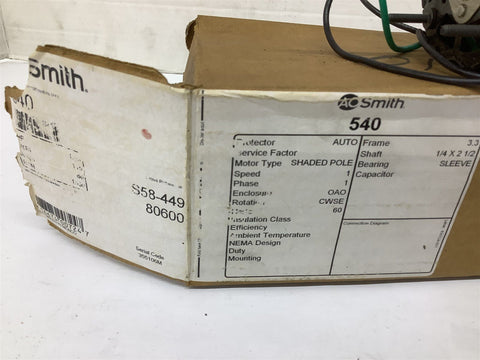 Smith.
40
S58-449
80600
Serial Code
350100M
AO Smith.
540
Protector AUTO
Service Factor
Motor Type SHADED POLE
Speed 1
Phase 1
Enclosure OAO
Rotation CWSE
60
Insulation Class
Efficiency
Ambient Temperature
NEMA Design
Duty
Mounting
Frame 3.3
Shaft 1/4 X 2 1/2
Bearing SLEEVE
Capacitor
Connection Diagram